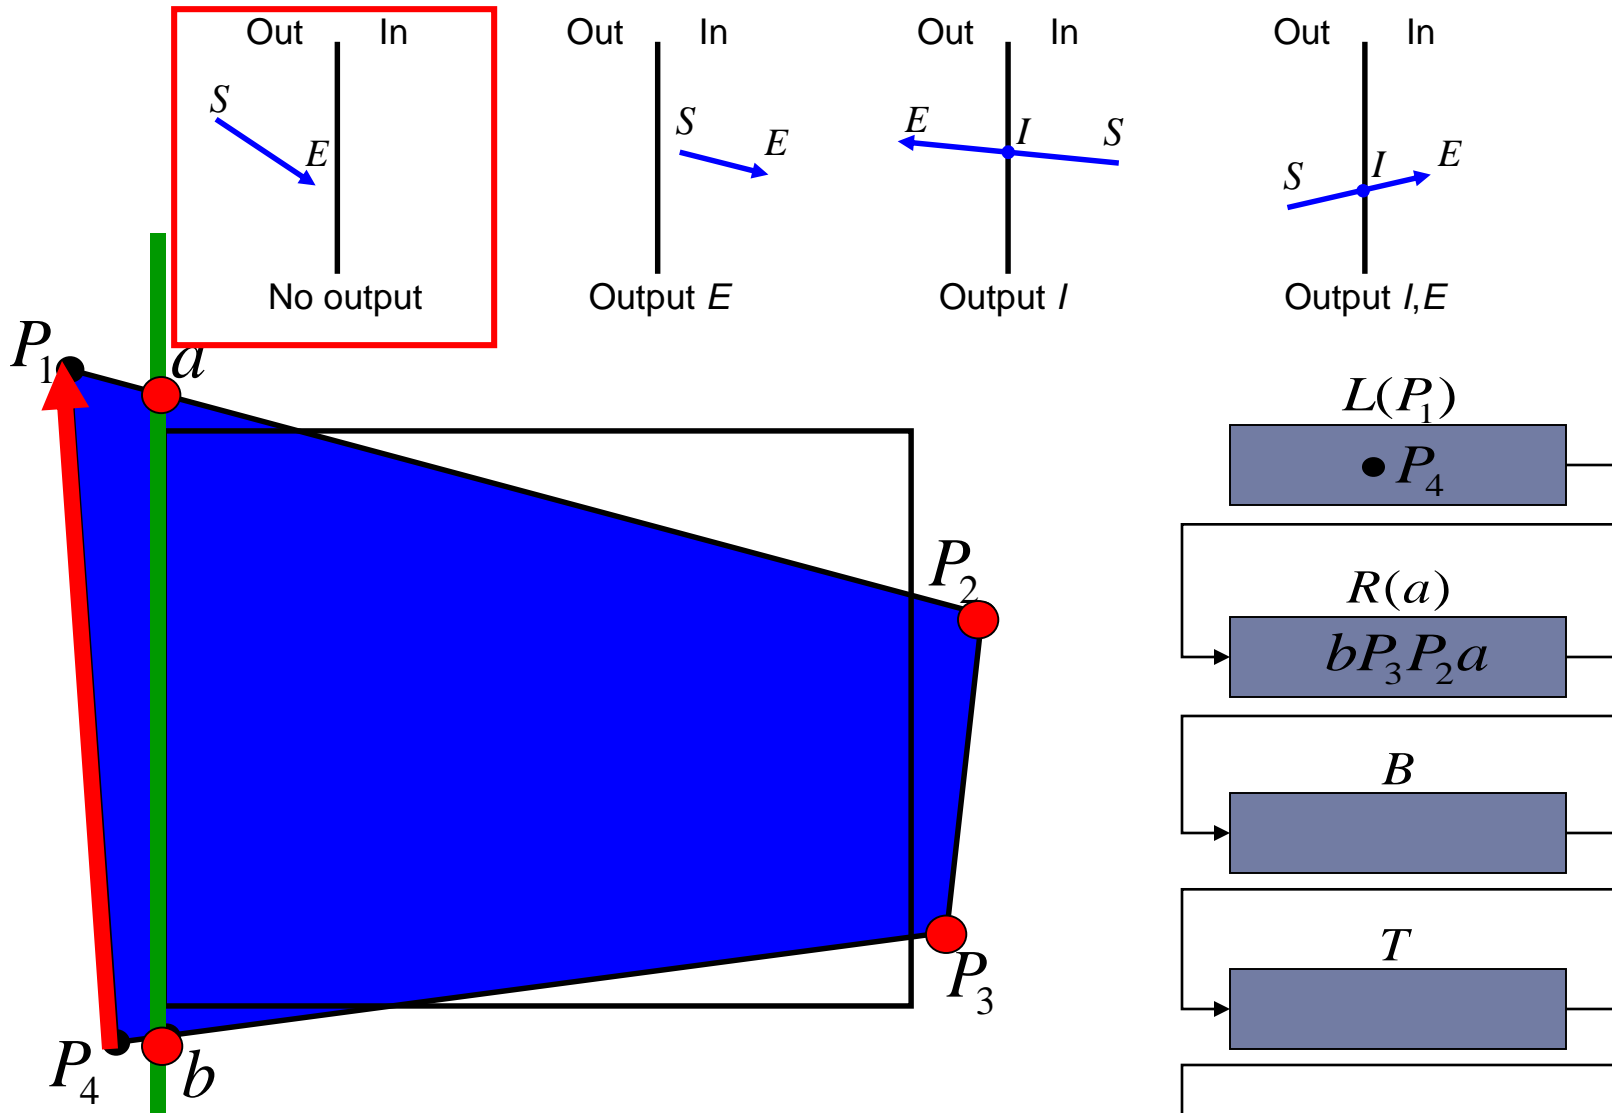 Out In Out In Out In Out In
S E S E E I S S I E
No output Output E Output I Output I,E
P1 a
L(P1)
• P4
P2
R(a)
bP3P2a
B
T
P3
P4 b